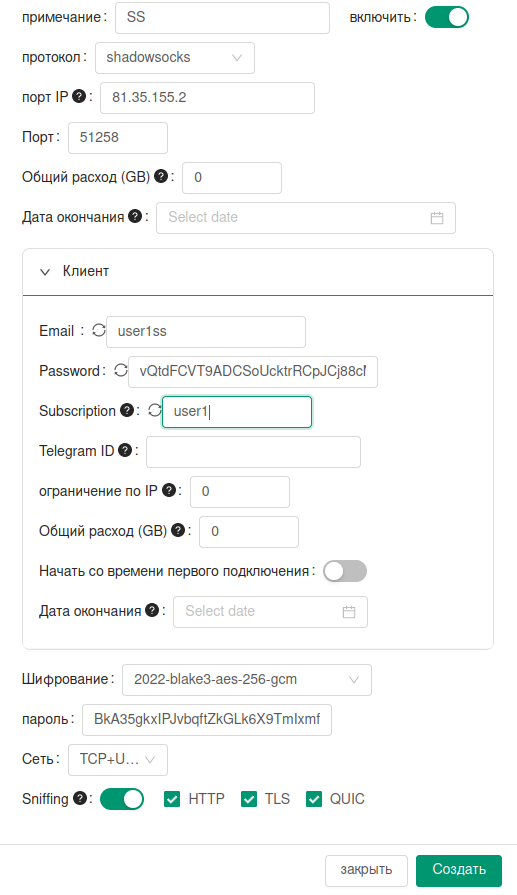 примечание : SS включить :
протокол : shadowsocks
порт IP ? : 81.35.155.2
Порт : 51258
Общий расход (GB) ? : 0
Дата окончания ? : Select date
Клиент
Email : user1ss
Password : vQtdFCVT9ADCSoUcktrRCpJCj88cl
Subscription ? : user1
Telegram ID ? :
ограничение по IP ? : 0
Общий расход (GB) ? : 0
Начать со времени первого подключения :
Дата окончания ? : Select date
Шифрование : 2022-blake3-aes-256-gcm
пароль : BkA35gkxIPJvbqftZkGLk6X9TmIxmf
Сеть : TCP+U...
Sniffing ? : HTTP TLS QUIC
закрыть Создать